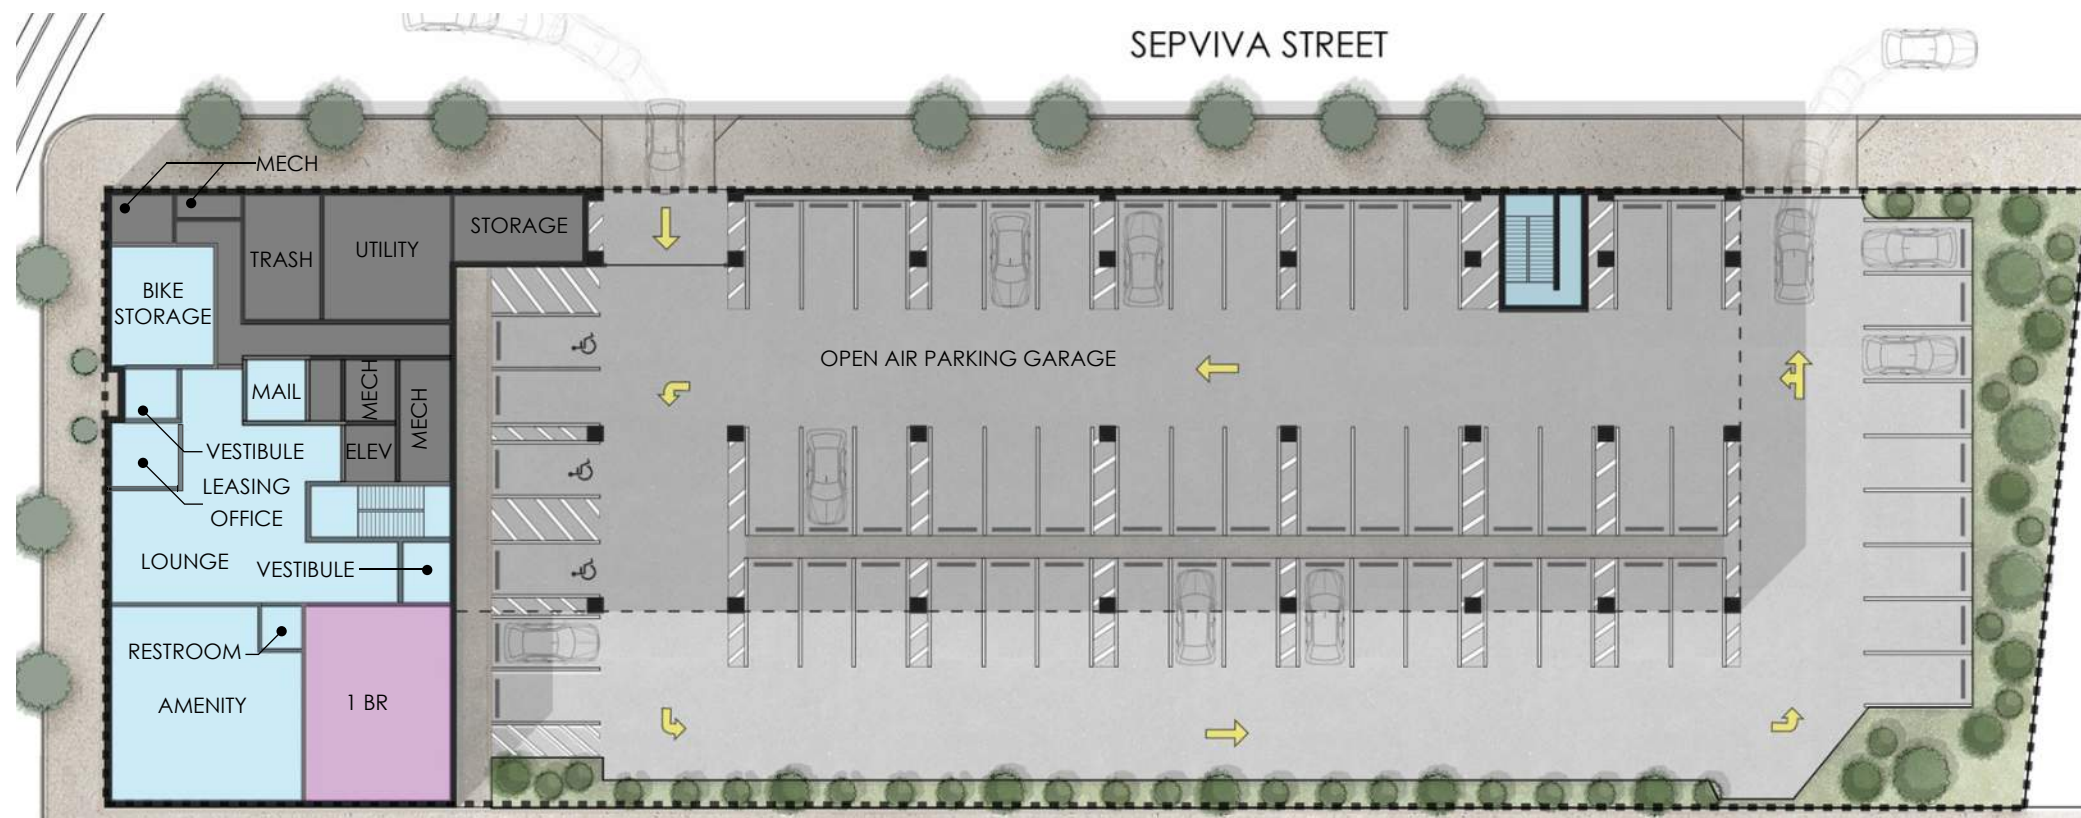 SEPVIVA STREET
MECH
STORAGE
TRASH
UTILITY
BIKE
STORAGE
OPEN AIR PARKING GARAGE
MAIL
MECH
MECH
VESTIBULE
ELEV
LEASING
OFFICE
LOUNGE
VESTIBULE
RESTROOM
AMENITY
1 BR